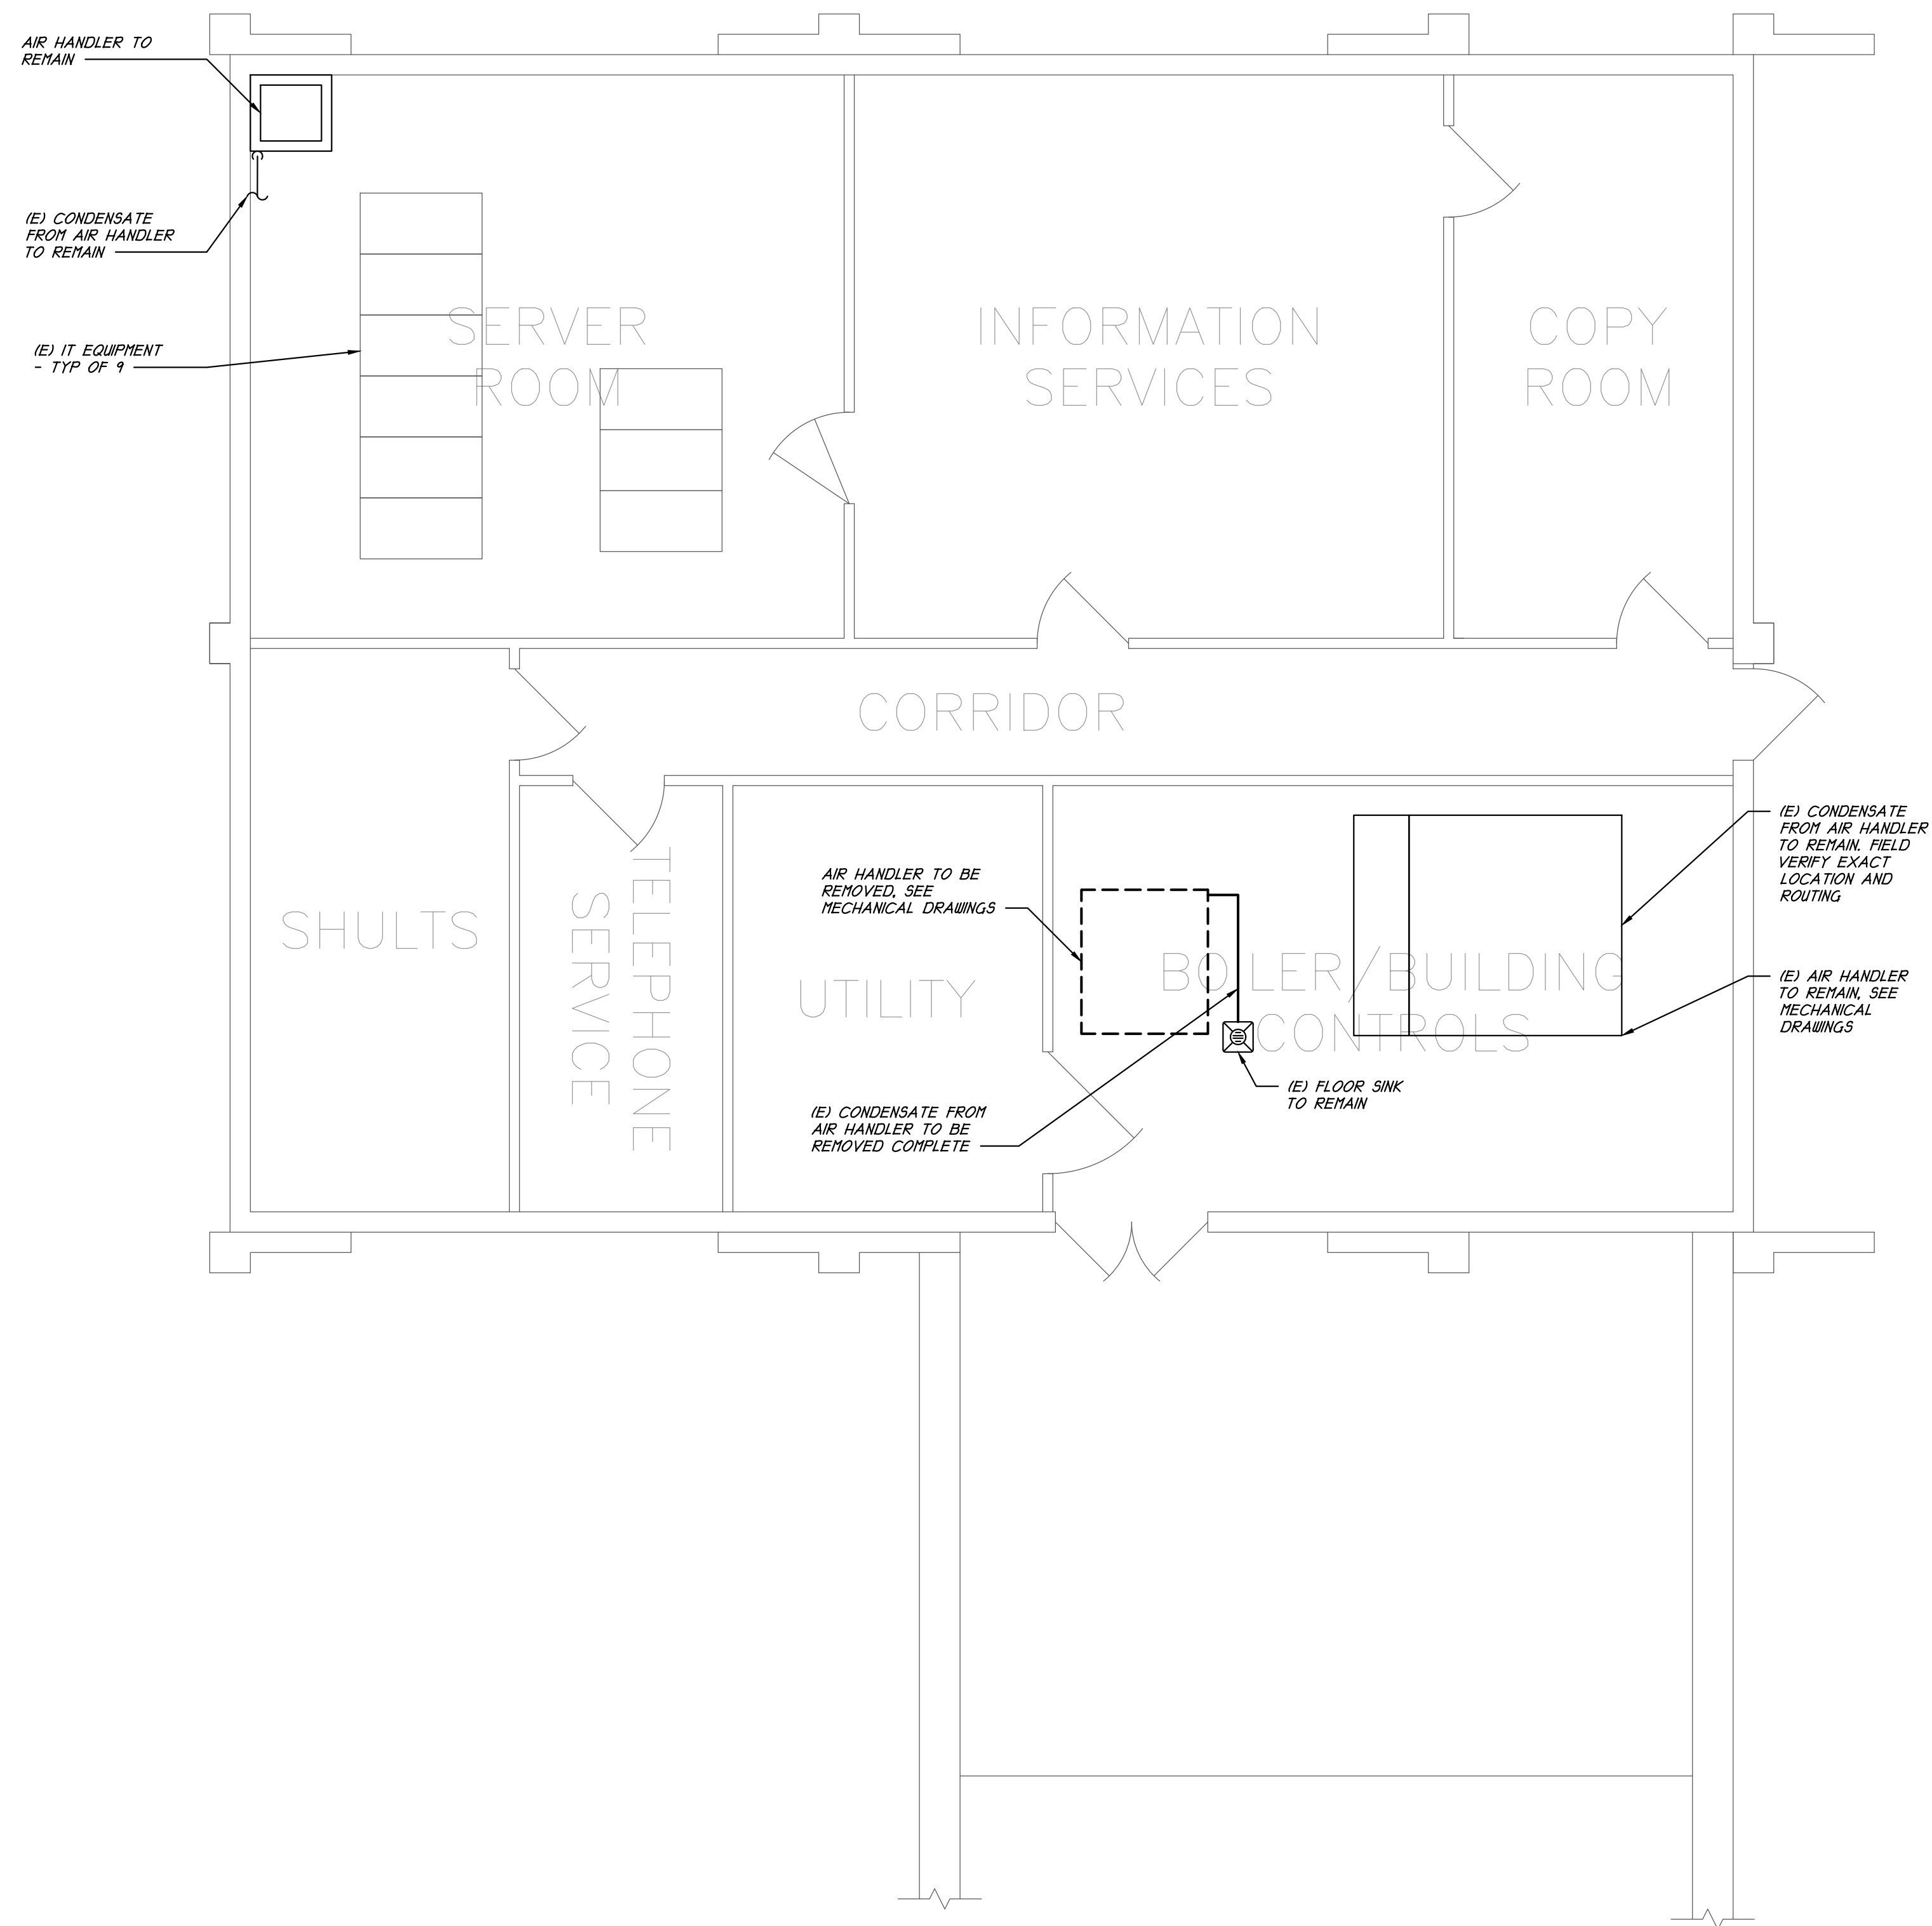 AIR HANDLER TO
REMAIN
(E) CONDENSATE
FROM AIR HANDLER
TO REMAIN
(E) IT EQUIPMENT
- TYP OF 9
SERVER
ROOM
INFORMATION
SERVICES
COPY
ROOM
CORRIDOR
SHULTS
TELEPHONE
SERVICE
UTILITY
AIR HANDLER TO BE
REMOVED, SEE
MECHANICAL DRAWINGS
BOILER/BUILDING
CONTROLS
(E) CONDENSATE
FROM AIR HANDLER
TO REMAIN. FIELD
VERIFY EXACT
LOCATION AND
ROUTING
(E) AIR HANDLER
TO REMAIN, SEE
MECHANICAL
DRAWINGS
(E) FLOOR SINK
TO REMAIN
(E) CONDENSATE FROM
AIR HANDLER TO BE
REMOVED COMPLETE